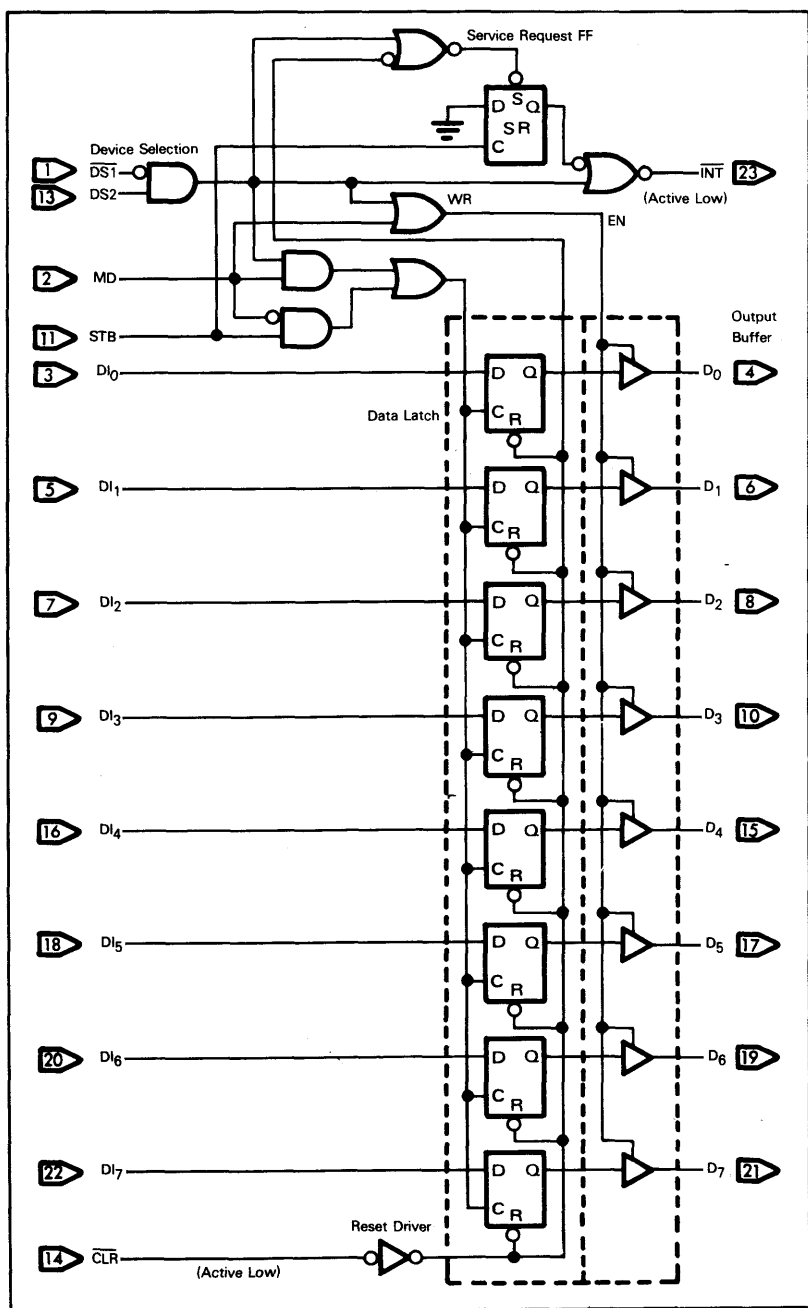 Service Request FF
D S Q
SR
C
Device Selection
1 D̅S̅1̅
13 DS2
I̅N̅T̅ 23
(Active Low)
WR
EN
2 MD
11 STB
Output
Buffer
3 DI₀ D Q D₀ 4
Data Latch
C R
5 DI₁ D Q D₁ 6
C R
7 DI₂ D Q D₂ 8
C R
9 DI₃ D Q D₃ 10
C R
16 DI₄ D Q D₄ 15
C R
18 DI₅ D Q D₅ 17
C R
20 DI₆ D Q D₆ 19
C R
22 DI₇ D Q D₇ 21
C R
Reset Driver
14 C̅L̅R̅
(Active Low)